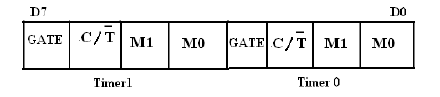 D7 D0
GATE C/T̅ M1 M0 GATE C/T̅ M1 M0
Timer1 Timer 0